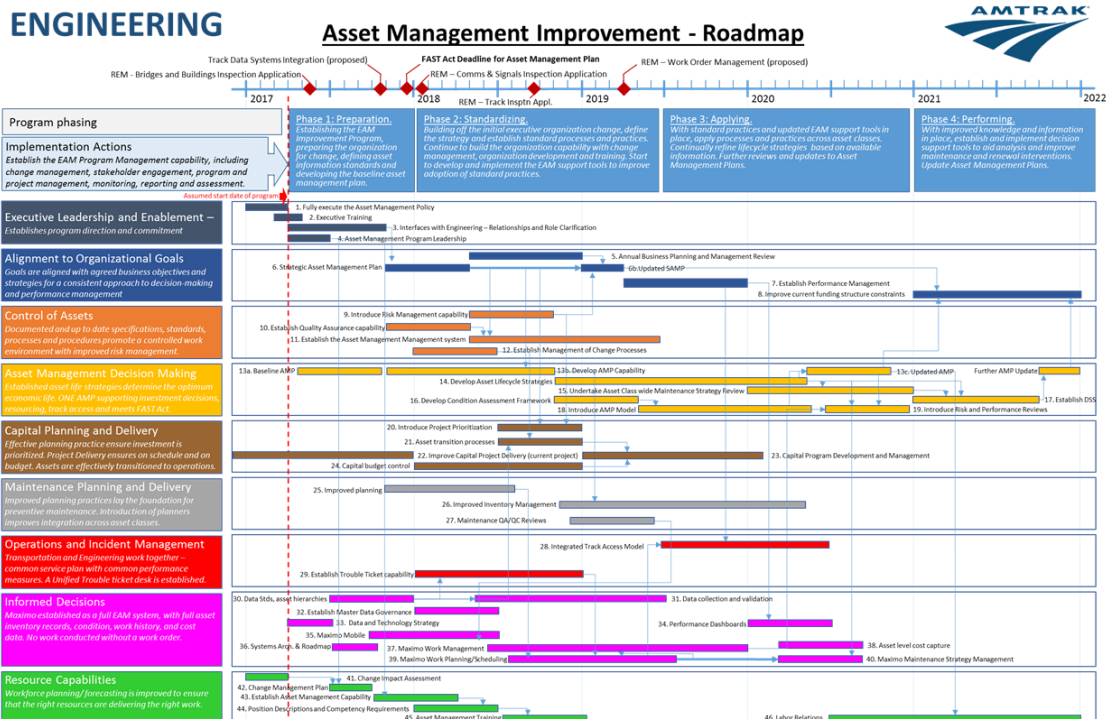 ENGINEERING
Asset Management Improvement - Roadmap
AMTRAK
Track Data Systems Integration (proposed)
FAST Act Deadline for Asset Management Plan
REM – Work Order Management (proposed)
REM - Bridges and Buildings Inspection Application
REM – Comms & Signals Inspection Application
REM – Track Insptn Appl.
2017
2018
2019
2020
2021
2022
Program phasing
Implementation Actions
Establish the EAM Program Management capability, including
change management, stakeholder engagement, program and
project management, monitoring, reporting and assessment.
Assumed start date of program
Phase 1: Preparation.
Establishing the EAM
Improvement Program,
preparing the organization
for change, defining asset
information standards and
developing the baseline asset
management plan.
Phase 2: Standardizing.
Building off the initial executive organization change, define
the strategy and establish standard processes and practices.
Continue to build the organization capability with change
management, organization development and training. Start
to develop and implement the EAM support tools to improve
adoption of standard practices.
Phase 3: Applying.
With standard practices and updated EAM support tools in
place, apply processes and practices across asset classes.
Continually refine lifecycle strategies based on available
information. Further reviews and updates to Asset
Management Plans.
Phase 4: Performing.
With improved knowledge and information
in place, establish and implement decision
support tools to aid analysis and improve
maintenance and renewal interventions.
Update Asset Management Plans.
Executive Leadership and Enablement –
Establishes program direction and commitment
1. Fully execute the Asset Management Policy
2. Executive Training
3. Interfaces with Engineering – Relationships and Role Clarification
4. Asset Management Program Leadership
Alignment to Organizational Goals
Goals are aligned with agreed business objectives and
strategies for a consistent approach to decision-making
and performance management
5. Annual Business Planning and Management Review
6. Strategic Asset Management Plan
6b.Updated SAMP
7. Establish Performance Management
8. Improve current funding structure constraints
Control of Assets
Documented and up to date specifications, standards,
processes and procedures promote a controlled work
environment with improved risk management.
9. Introduce Risk Management capability
10. Establish Quality Assurance capability
11. Establish the Asset Management system
12. Establish Management of Change Processes
Asset Management Decision Making
Established asset life strategies determine the optimum
economic life. ONE AMP supporting investment decisions,
resourcing, track access and meets FAST Act.
13a. Baseline AMP
13b. Develop AMP Capability
13c. Updated AMP
Further AMP Update
14. Develop Asset Lifecycle Strategies
15. Undertake Asset Class wide Maintenance Strategy Review
16. Develop Condition Assessment Framework
17. Establish DSS
18. Introduce AMP Model
19. Introduce Risk and Performance Reviews
Capital Planning and Delivery
Effective planning practice ensure investment is
prioritized. Project Delivery ensures on schedule and on
budget. Assets are effectively transitioned to operations.
20. Introduce Project Prioritization
21. Asset transition processes
22. Improve Capital Project Delivery (current project)
23. Capital Program Development and Management
24. Capital budget control
Maintenance Planning and Delivery
Improved planning practices lay the foundation for
preventive maintenance. Introduction of planners
improves integration across asset classes.
25. Improved planning
26. Improved Inventory Management
27. Maintenance QA/QC Reviews
Operations and Incident Management
Transportation and Engineering work together –
common service plan with common performance
measures. A Unified Trouble ticket desk is established.
28. Integrated Track Access Model
29. Establish Trouble Ticket capability
Informed Decisions
Maximo established as a full EAM system, with full asset
inventory records, condition, work history, and cost
data. No work conducted without a work order.
30. Data Stds, asset hierarchies
31. Data collection and validation
32. Establish Master Data Governance
33. Data and Technology Strategy
34. Performance Dashboards
35. Maximo Mobile
36. Systems Arch. & Roadmap
37. Maximo Work Management
38. Asset level cost capture
39. Maximo Work Planning/Scheduling
40. Maximo Maintenance Strategy Management
Resource Capabilities
Workforce planning/ forecasting is improved to ensure
that the right resources are delivering the right work.
41. Change Impact Assessment
42. Change Management Plan
43. Establish Asset Management Capability
44. Position Descriptions and Competency Requirements
45. Asset Management Training
46. Labor Relations